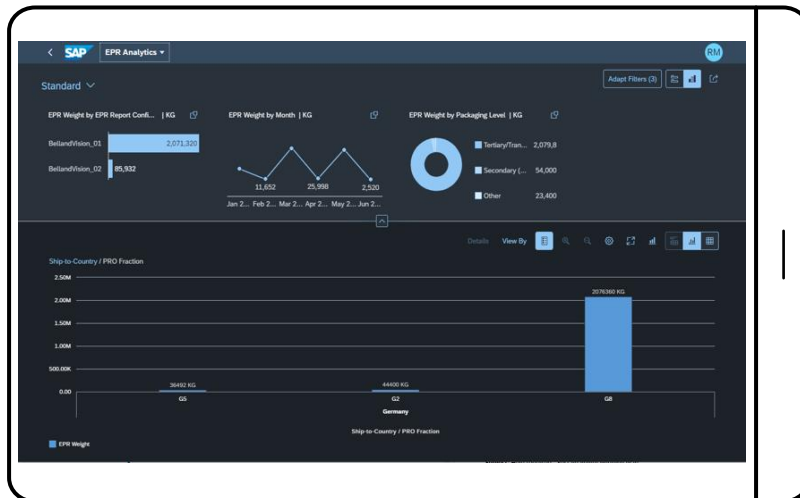 SAP EPR Analytics
RM
Standard
Adapt Filters (3)
EPR Weight by EPR Report Confi... | KG
BellandVision_01 2,071,320
BellandVision_02 85,932
EPR Weight by Month | KG
11,652 25,998 2,520
Jan 2... Feb 2... Mar 2... Apr 2... May 2... Jun 2...
EPR Weight by Packaging Level | KG
Tertiary/Tran... 2,079,8
Secondary (... 54,000
Other 23,400
Details View By
Ship-to-Country / PRO Fraction
2.50M
2.00M
1.50M
1.00M
500.00K
0.00
36492 KG
44400 KG
2076360 KG
G5 G2 G8
Germany
Ship-to-Country / PRO Fraction
EPR Weight